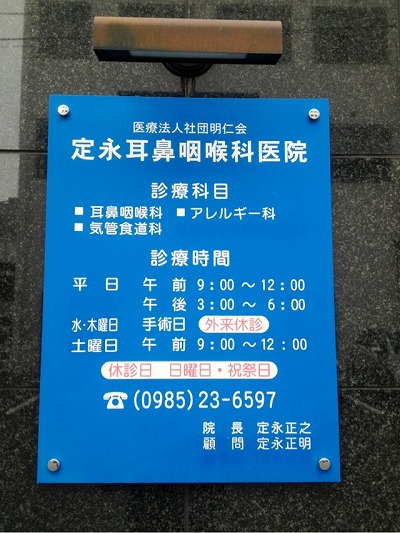 医療法人社団明仁会
定永耳鼻咽喉科医院
診療科目
■ 耳鼻咽喉科 ■ アレルギー科
■ 気管食道科
診療時間
平 日 午 前 9:00 ～ 12:00
午 後 3:00 ～ 6:00
水・木曜日 手術日 外来休診
土曜日 午 前 9:00 ～ 12:00
休診日 日曜日・祝祭日
☎ (0985) 23-6597
院 長 定永正之
顧 問 定永正明